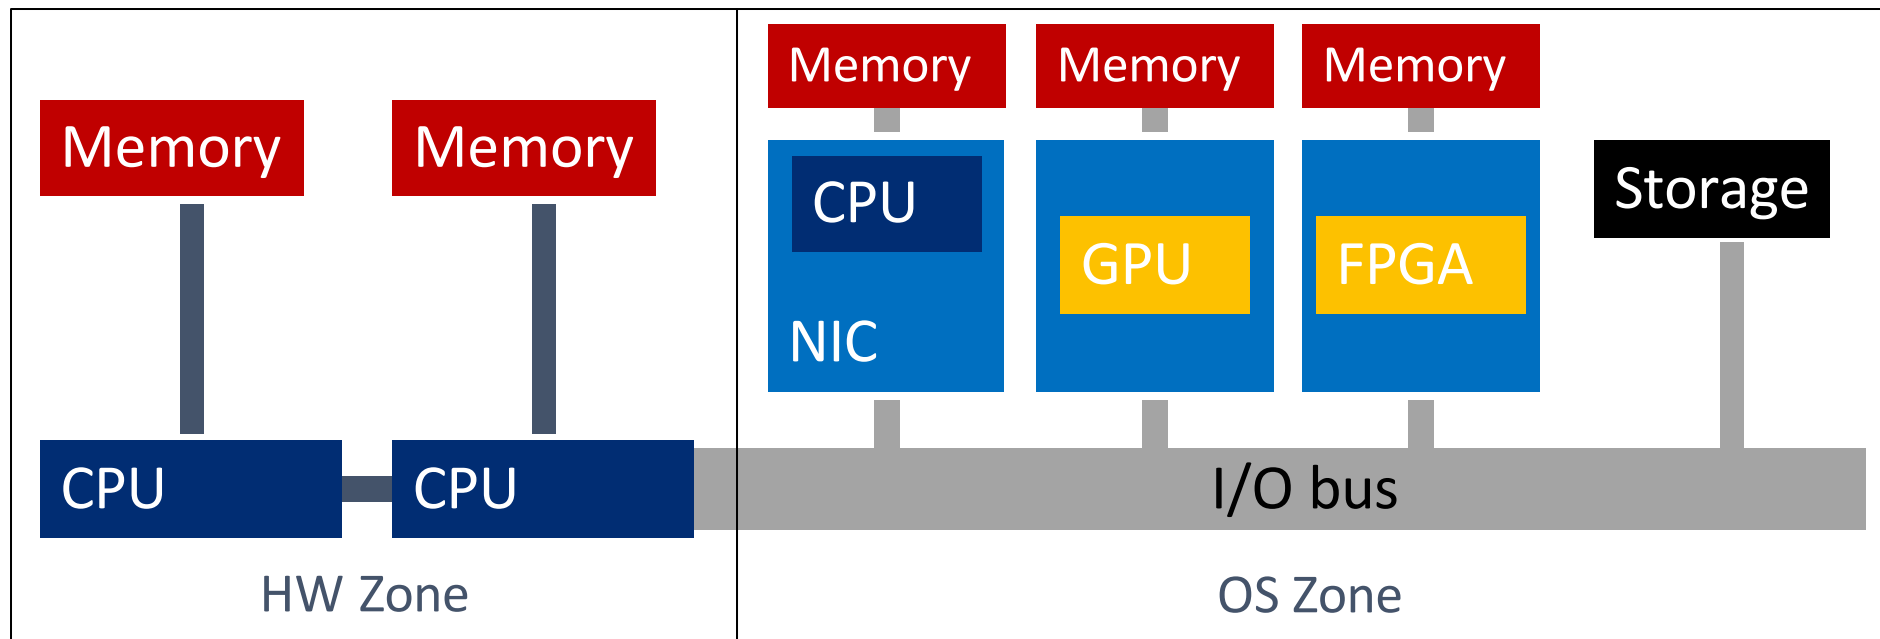 Memory
Memory
CPU
CPU
HW Zone
Memory
Memory
Memory
CPU
NIC
GPU
FPGA
Storage
I/O bus
OS Zone